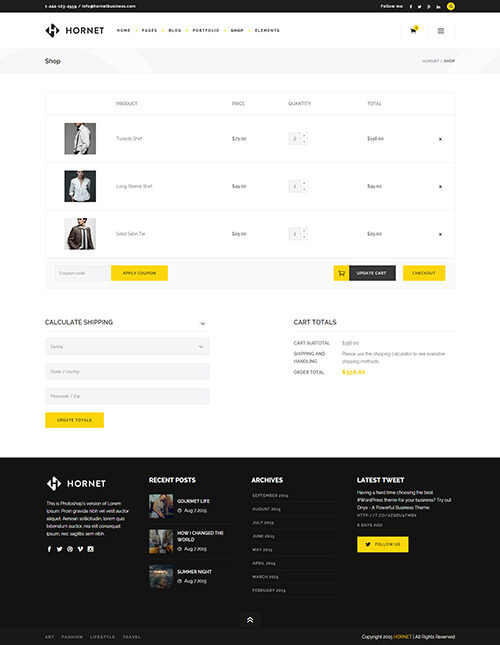 1-444-123-4559 / info@hornetbusiness.com
Follow me:
HORNET
HOME
PAGES
BLOG
PORTFOLIO
SHOP
ELEMENTS
Shop
HORNET / SHOP
PRODUCT PRICE QUANTITY TOTAL
Tuxedo Shirt $79.00 2 $158.00 ×
Long Sleeve Shirt $49.00 1 $49.00 ×
Solid Satin Tie $29.00 1 $29.00 ×
Coupon code
APPLY COUPON
UPDATE CART
CHECKOUT
CALCULATE SHIPPING
Serbia
State / county
Postcode / Zip
UPDATE TOTALS
CART TOTALS
CART SUBTOTAL $356.00
SHIPPING AND HANDLING
Please use the shipping calculator to see available
shipping methods.
ORDER TOTAL $350.00
HORNET
This is Photoshop's version of Lorem
Ipsum. Proin gravida nibh vel velit auctor
aliquet. Aenean sollicitudin, lorem quis
bibendum auctor, nisi elit consequat
ipsum, nec sagittis sem nibh id elit.
RECENT POSTS
GOURMET LIFE
Aug 7 2015
HOW I CHANGED THE
WORLD
Aug 7 2015
SUMMER NIGHT
Aug 7 2015
ARCHIVES
SEPTEMBER 2015
AUGUST 2015
JULY 2015
JUNE 2015
MAY 2015
APRIL 2015
MARCH 2015
FEBRUARY 2015
LATEST TWEET
Having a hard time choosing the best
#WordPress theme for your business? Try out
Onyx - A Powerful Business Theme
8 DAYS AGO
FOLLOW US
ART FASHION LIFESTYLE TRAVEL
Copyright 2015 HORNET | All Rights Reserved